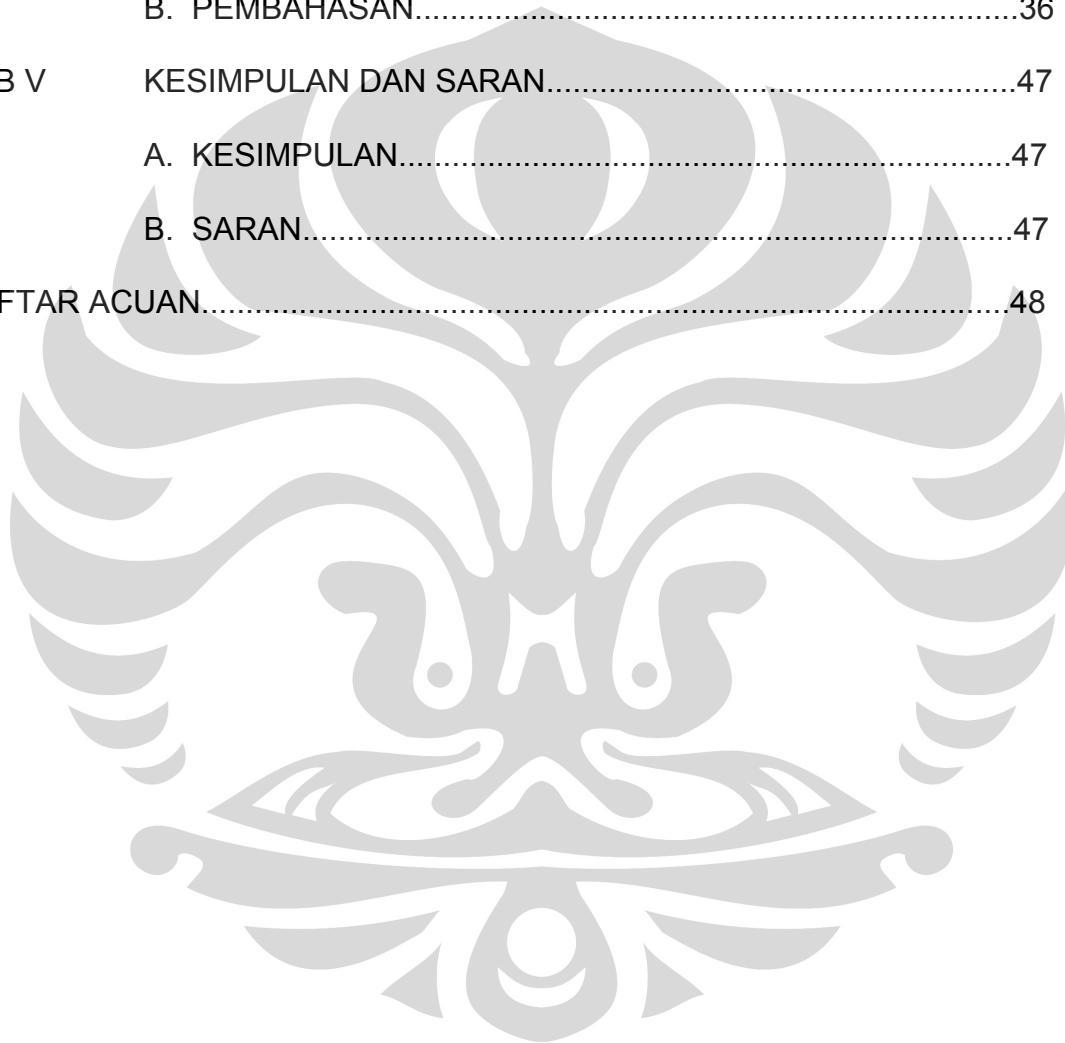 B. PEMBAHASAN......................................................................36
B V KESIMPULAN DAN SARAN.....................................................47
A. KESIMPULAN......................................................................47
B. SARAN................................................................................47
FTAR ACUAN...........................................................................................48